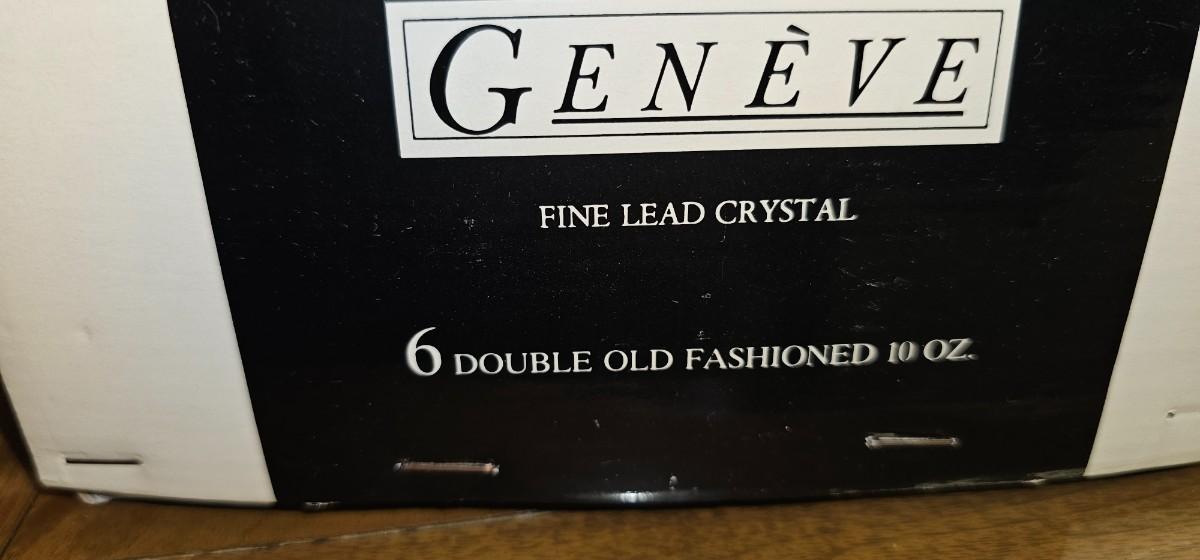 GENÈVE
FINE LEAD CRYSTAL
6 DOUBLE OLD FASHIONED 10 OZ.